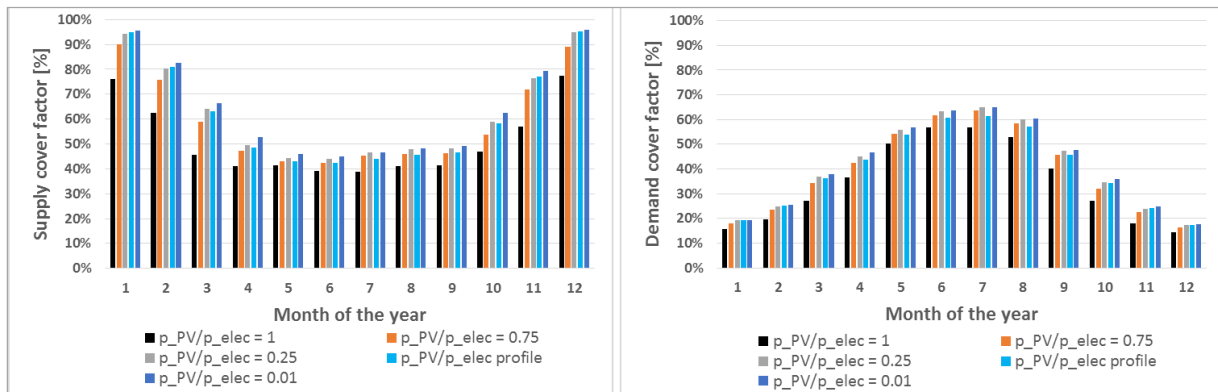 Supply cover factor [%]
100%
90%
80%
70%
60%
50%
40%
30%
20%
10%
0%
1 2 3 4 5 6 7 8 9 10 11 12
Month of the year
p_PV/p_elec = 1
p_PV/p_elec = 0.75
p_PV/p_elec = 0.25
p_PV/p_elec profile
p_PV/p_elec = 0.01
Demand cover factor [%]
100%
90%
80%
70%
60%
50%
40%
30%
20%
10%
0%
1 2 3 4 5 6 7 8 9 10 11 12
Month of the year
p_PV/p_elec = 1
p_PV/p_elec = 0.75
p_PV/p_elec = 0.25
p_PV/p_elec profile
p_PV/p_elec = 0.01